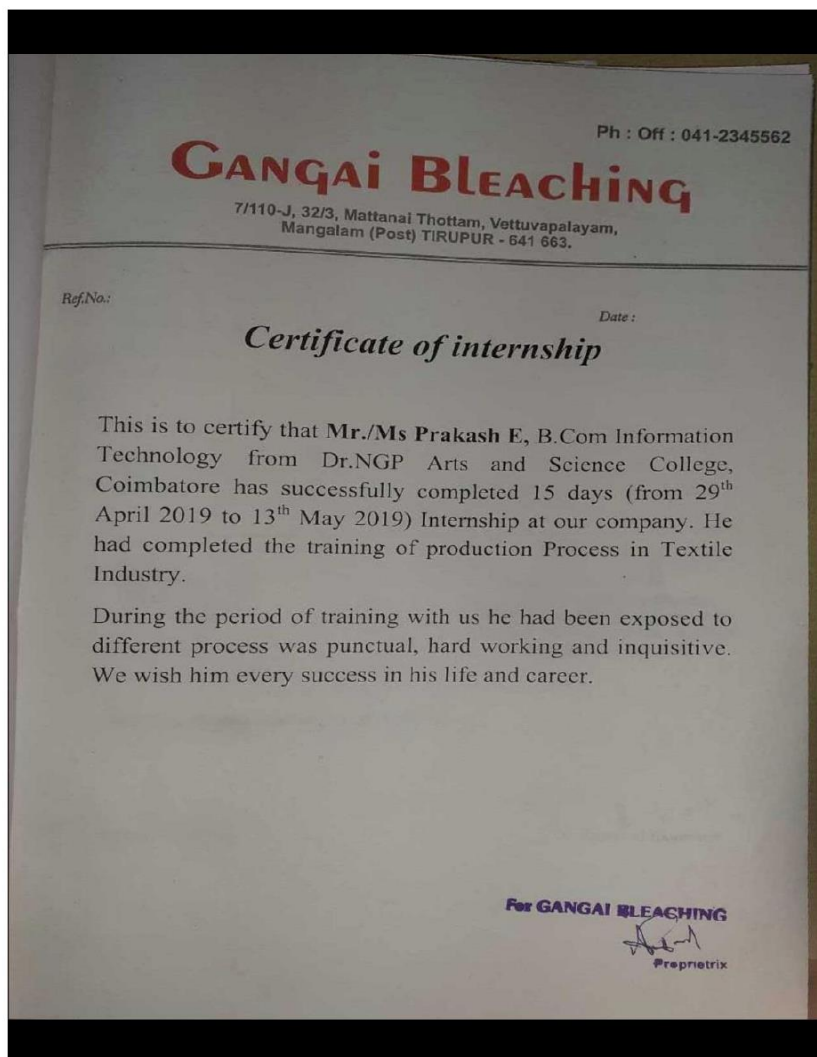 Ph : Off : 041-2345562
GANGAi BLEAChiNG
7/110-J, 32/3, Mattanai Thottam, Vettuvapalayam,
Mangalam (Post) TIRUPUR - 641 663.
Ref.No.:
Date :
Certificate of internship
This is to certify that Mr./Ms Prakash E, B.Com Information
Technology from Dr.NGP Arts and Science College,
Coimbatore has successfully completed 15 days (from 29th
April 2019 to 13th May 2019) Internship at our company. He
had completed the training of production Process in Textile
Industry.
During the period of training with us he had been exposed to
different process was punctual, hard working and inquisitive.
We wish him every success in his life and career.
For GANGAI BLEACHING
Proprietrix